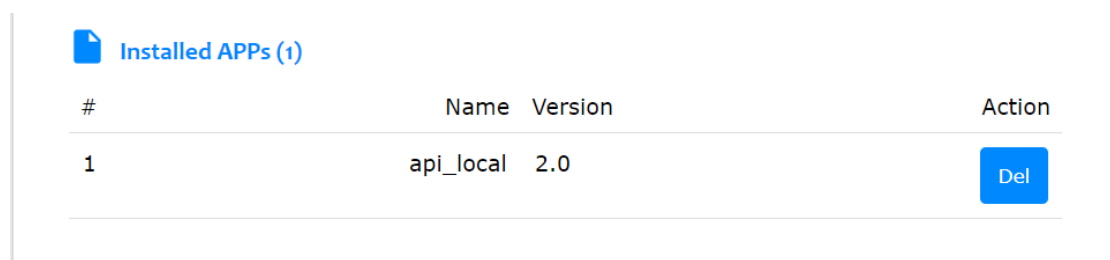 Installed APPs (1)
# Name Version Action
1 api_local 2.0 Del